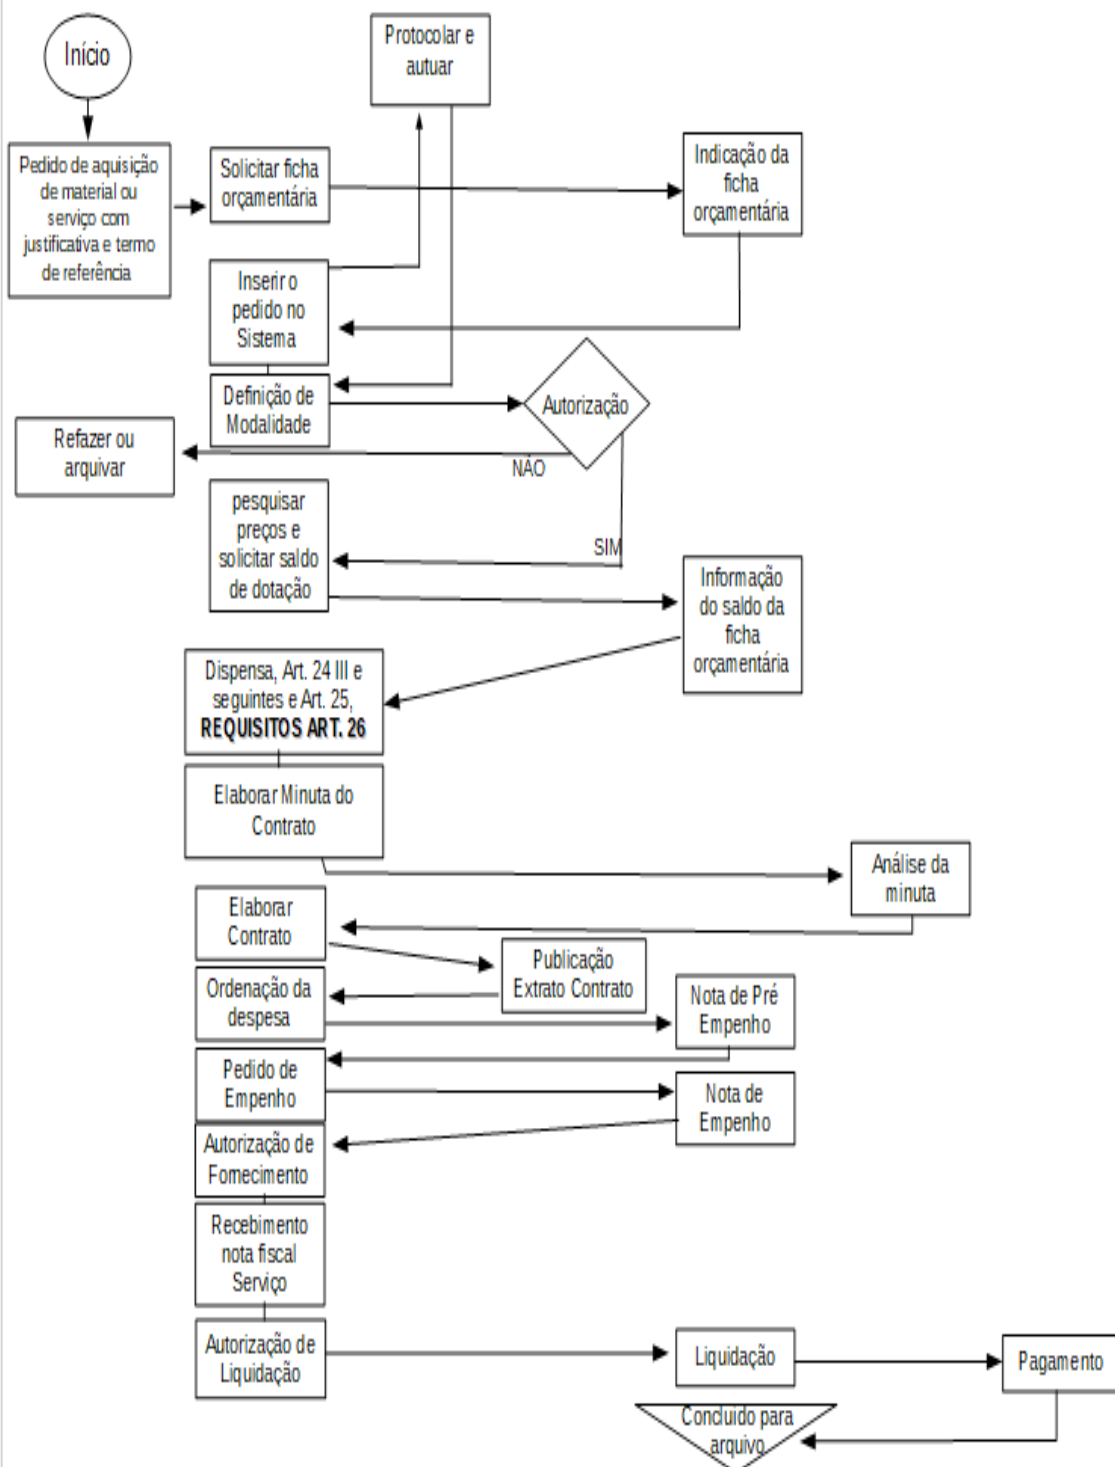 Início
Protocolar e
autuar
Pedido de aquisição
de material ou
serviço com
justificativa e termo
de referência
Solicitar ficha
orçamentária
Indicação da
ficha
orçamentária
Inserir o
pedido no
Sistema
Definição de
Modalidade
Autorização
Refazer ou
arquivar
NÃO
pesquisar
preços e
solicitar saldo
de dotação
SIM
Informação
do saldo da
ficha
orçamentária
Dispensa, Art. 24 III e
seguintes e Art. 25,
REQUISITOS ART. 26
Elaborar Minuta do
Contrato
Análise da
minuta
Elaborar
Contrato
Publicação
Extrato Contrato
Ordenação da
despesa
Nota de Pré
Empenho
Pedido de
Empenho
Nota de
Empenho
Autorização de
Fornecimento
Recebimento
nota fiscal
Serviço
Autorização de
Liquidação
Liquidação
Pagamento
Concluido para
arquivo